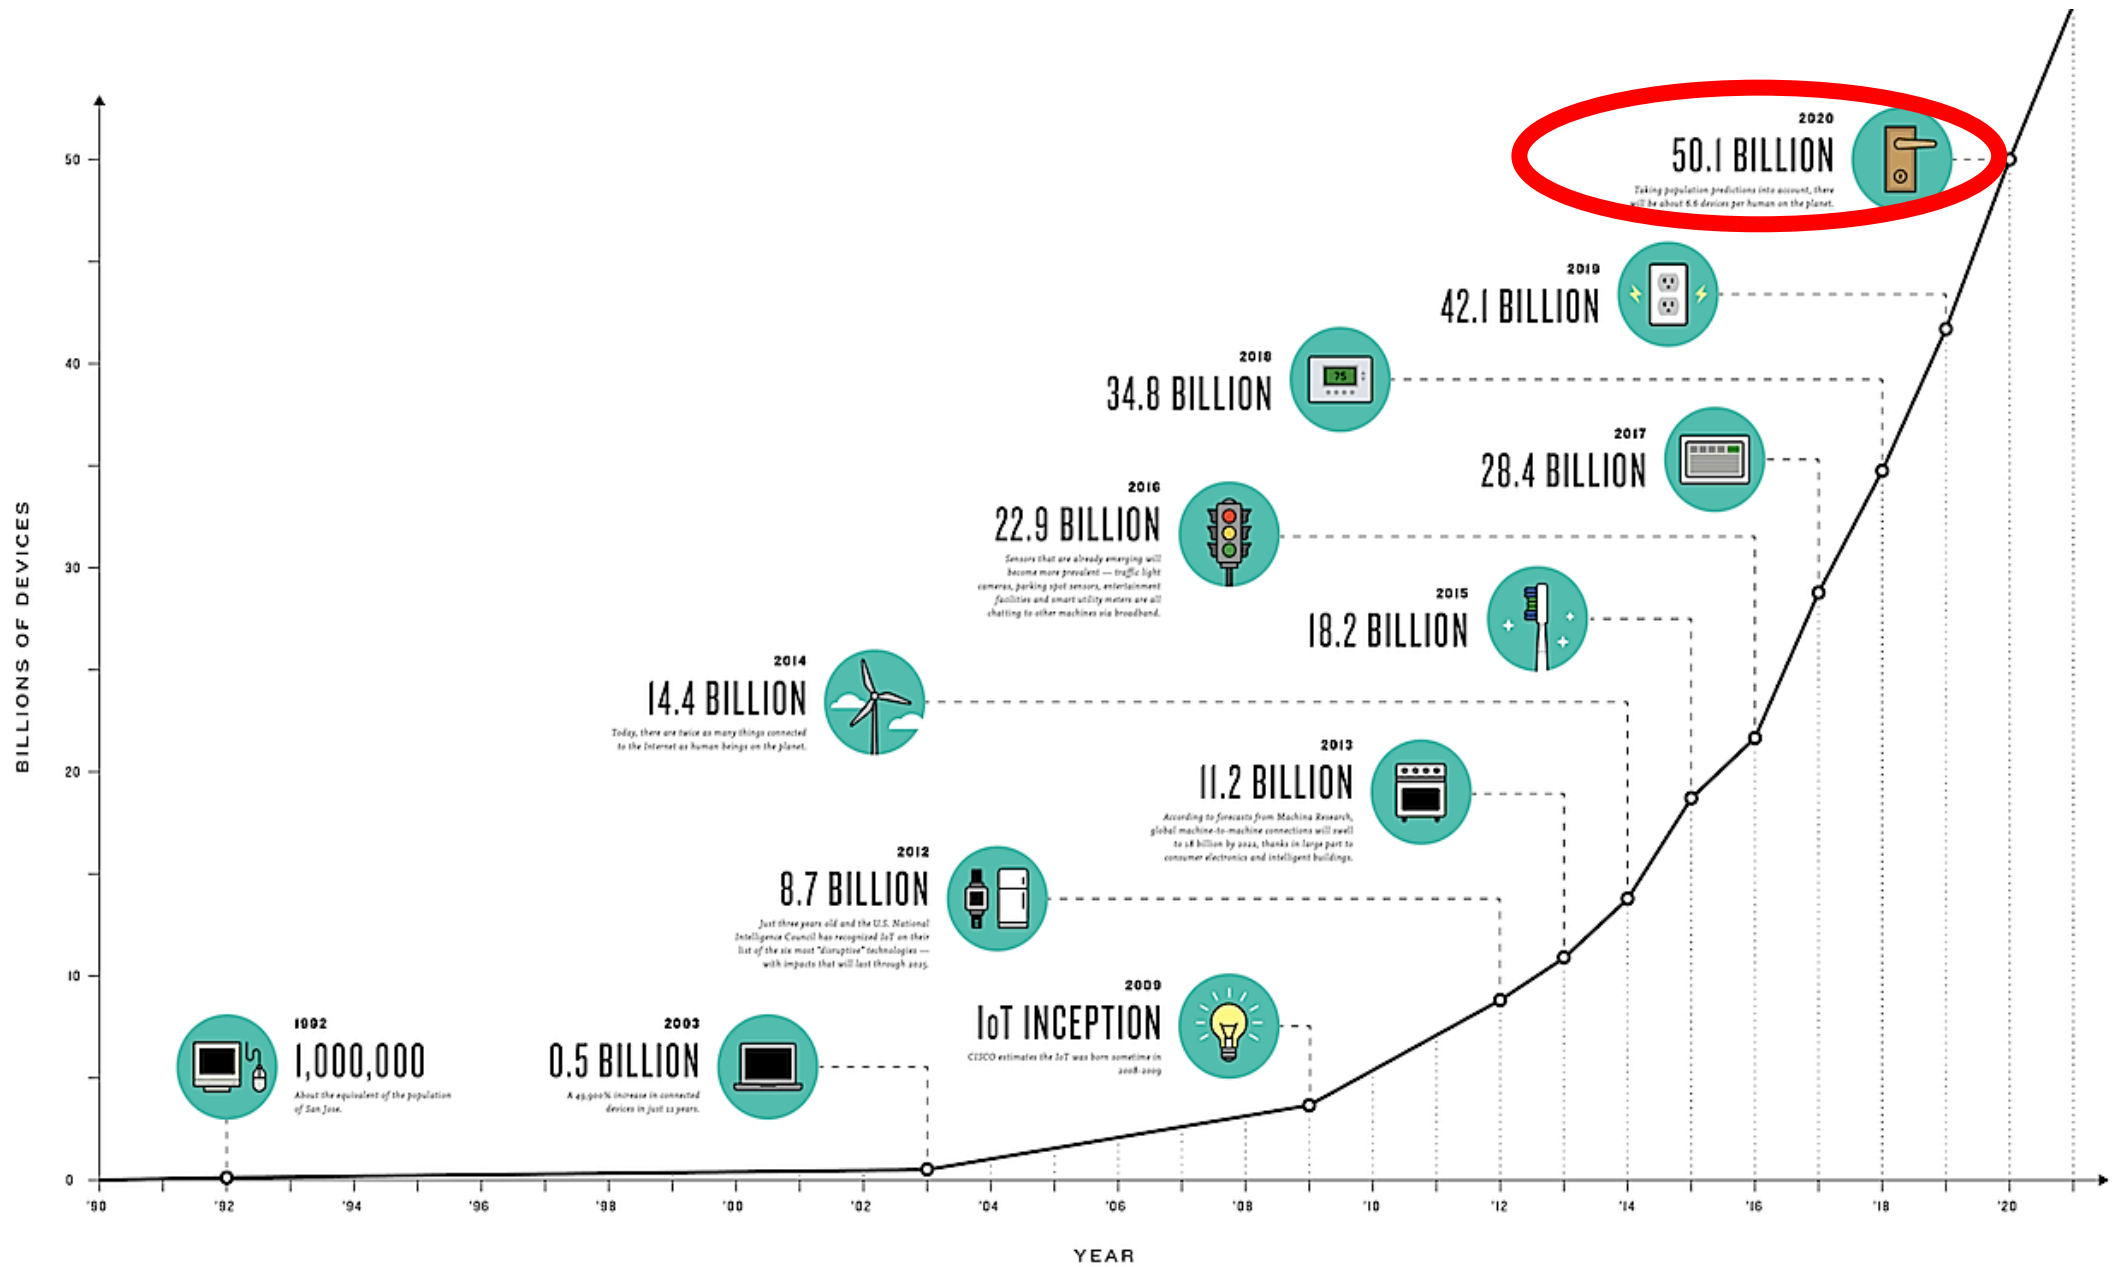 2020
50.1 BILLION
Taking population predictions into account, there
will be about 6.6 devices per human on the planet.
50
2019
42.1 BILLION
2018
34.8 BILLION
75
40
2017
28.4 BILLION
2016
22.9 BILLION
Sensors that are already emerging will
become more prevalent — traffic light
cameras, parking spot sensors, entertainment
facilities and smart utility meters are all
chatting to other machines via broadband.
30
2015
18.2 BILLION
BILLIONS OF DEVICES
2014
14.4 BILLION
Today, there are twice as many things connected
to the Internet as human beings on the planet.
20
2013
11.2 BILLION
According to forecasts from Machina Research,
global machine-to-machine connections will swell
to 18 billion by 2022, thanks in large part to
consumer electronics and intelligent buildings.
2012
8.7 BILLION
Just three years old and the U.S. National
Intelligence Council has recognized IoT on their
list of the six most "disruptive" technologies —
with impacts that will last through 2025.
10
2009
IoT INCEPTION
CISCO estimates the IoT was born sometime in
2008-2009
1992
1,000,000
About the equivalent of the population
of San Jose.
2003
0.5 BILLION
A 49,900% increase in connected
devices in just 11 years.
0
'90 '92 '94 '96 '98 '00 '02 '04 '06 '08 '10 '12 '14 '16 '18 '20
YEAR